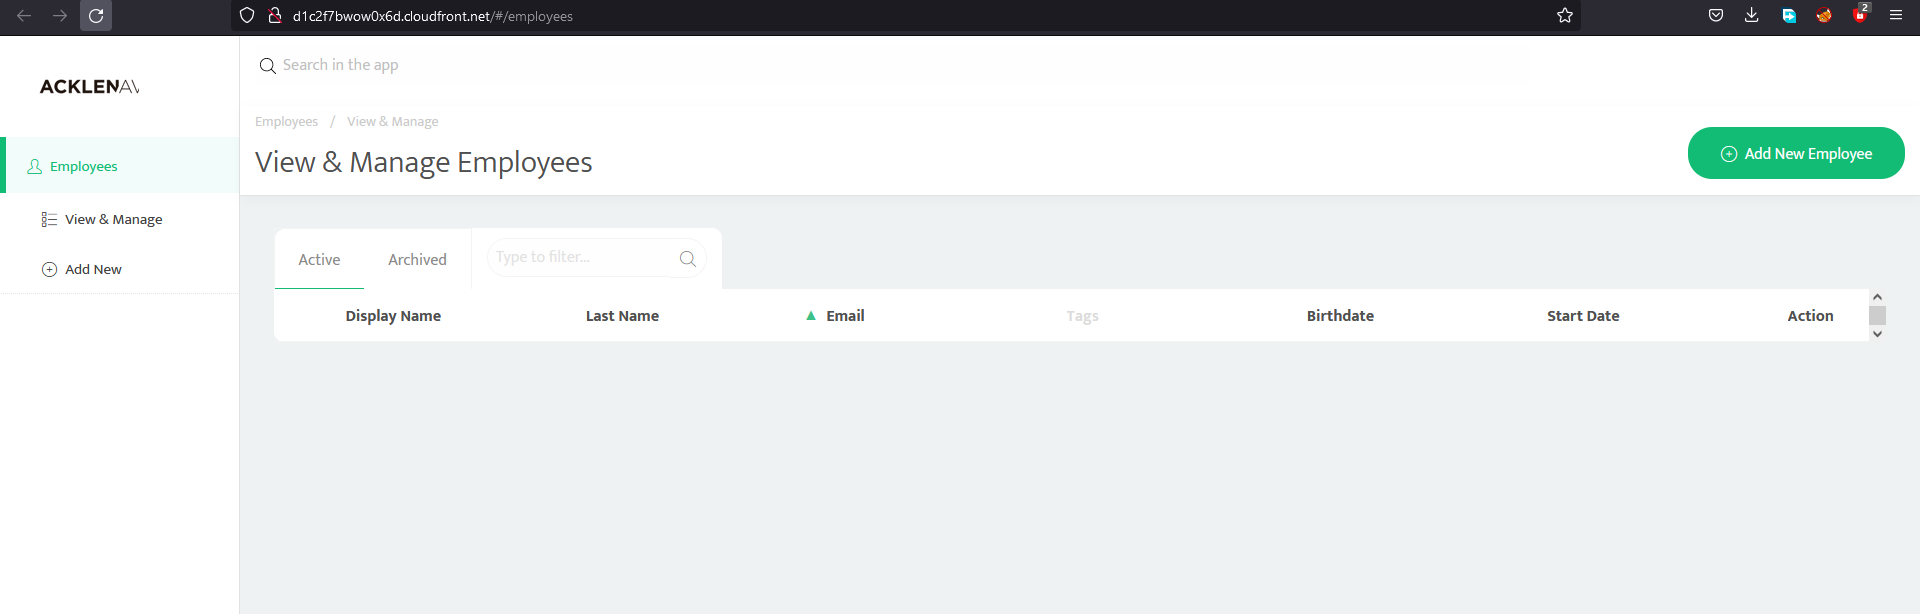 d1c2f7bwow0x6d.cloudfront.net/#/employees
2
ACKLENAV
Search in the app
Employees / View & Manage
View & Manage Employees
Add New Employee
Employees
View & Manage
Add New
Active
Archived
Type to filter...
Display Name
Last Name
Email
Tags
Birthdate
Start Date
Action